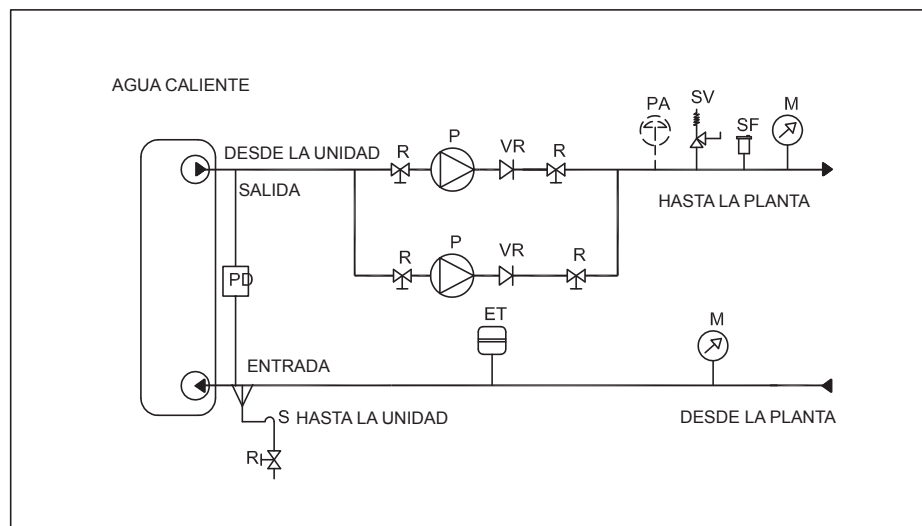 AGUA CALIENTE
PA
SV
SF
M
DESDE LA UNIDAD
R
P
VR
R
SALIDA
HASTA LA PLANTA
R
P
VR
R
PD
ET
M
ENTRADA
S HASTA LA UNIDAD
DESDE LA PLANTA
R